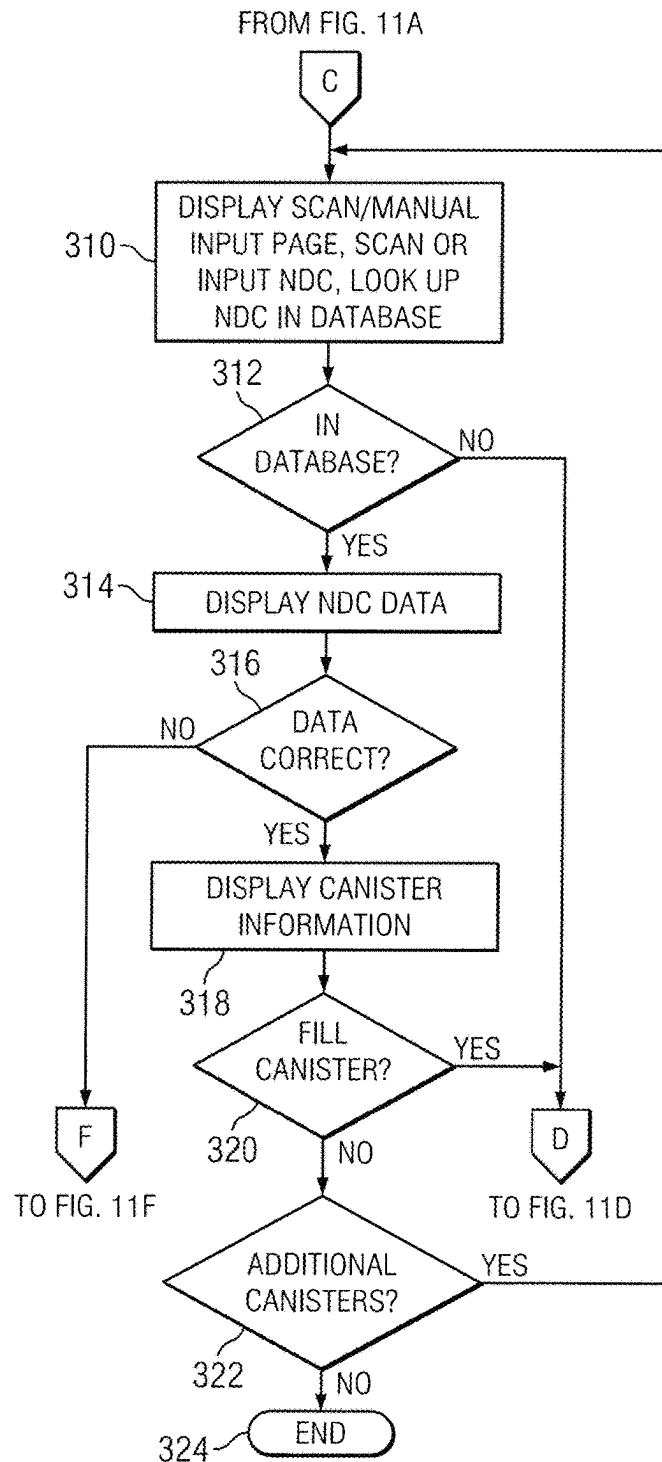 FROM FIG. 11A
C
310
DISPLAY SCAN/MANUAL
INPUT PAGE, SCAN OR
INPUT NDC, LOOK UP
NDC IN DATABASE
312
IN
DATABASE?
NO
YES
314
DISPLAY NDC DATA
316
NO
DATA
CORRECT?
YES
DISPLAY CANISTER
INFORMATION
318
FILL
CANISTER?
YES
320
NO
F
D
TO FIG. 11F
TO FIG. 11D
ADDITIONAL
CANISTERS?
YES
322
NO
END
324